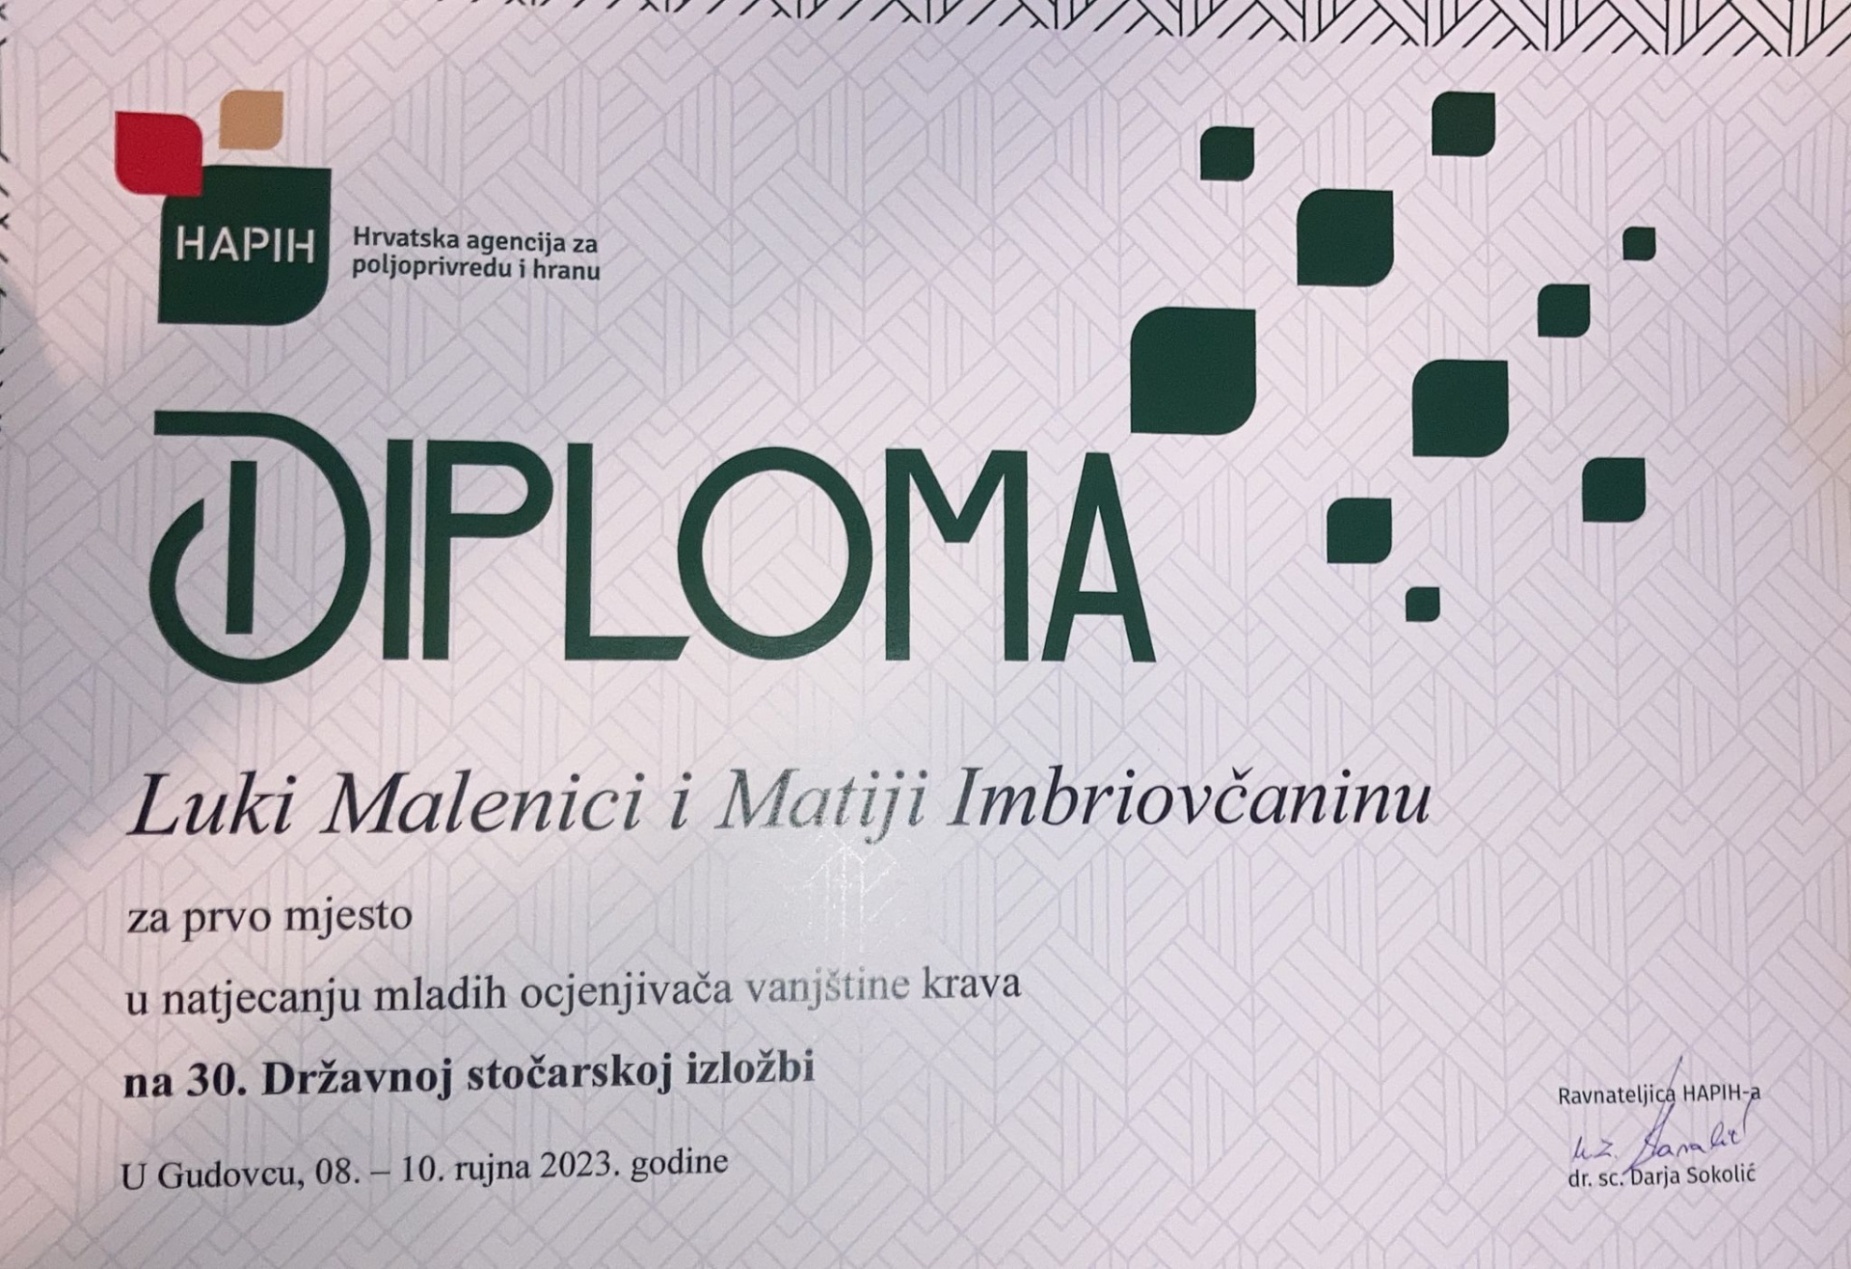 HAPIH
Hrvatska agencija za
poljoprivredu i hranu
DIPLOMA
Luki Malenici i Matiji Imbriovčaninu
za prvo mjesto
u natjecanju mladih ocjenjivača vanjštine krava
na 30. Državnoj stočarskoj izložbi
U Gudovcu, 08. – 10. rujna 2023. godine
Ravnateljica HAPIH-a
dr. sc. Darja Sokolić